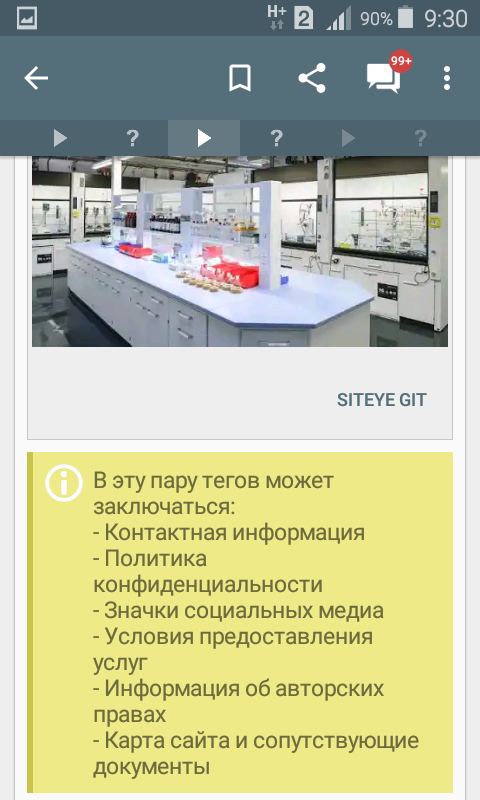 H+ 2 90% 9:30
99+
? ? ?
SITEYE GIT
В эту пару тегов может
заключаться:
- Контактная информация
- Политика
конфиденциальности
- Значки социальных медиа
- Условия предоставления
услуг
- Информация об авторских
правах
- Карта сайта и сопутствующие
документы